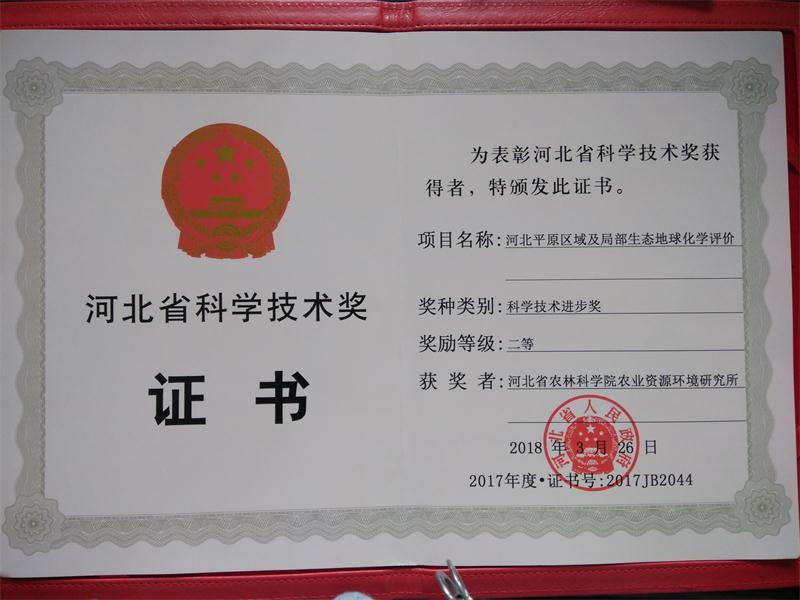 河北省科学技术奖
证书
为表彰河北省科学技术奖获
得者，特颁发此证书。
项目名称：河北平原区域及局部生态地球化学评价
奖种类别：科学技术进步奖
奖励等级：二等
获奖者：河北省农林科学院农业资源环境研究所
河北省人民政府
2018 年 3 月 26 日
2017年度·证书号:2017JB2044